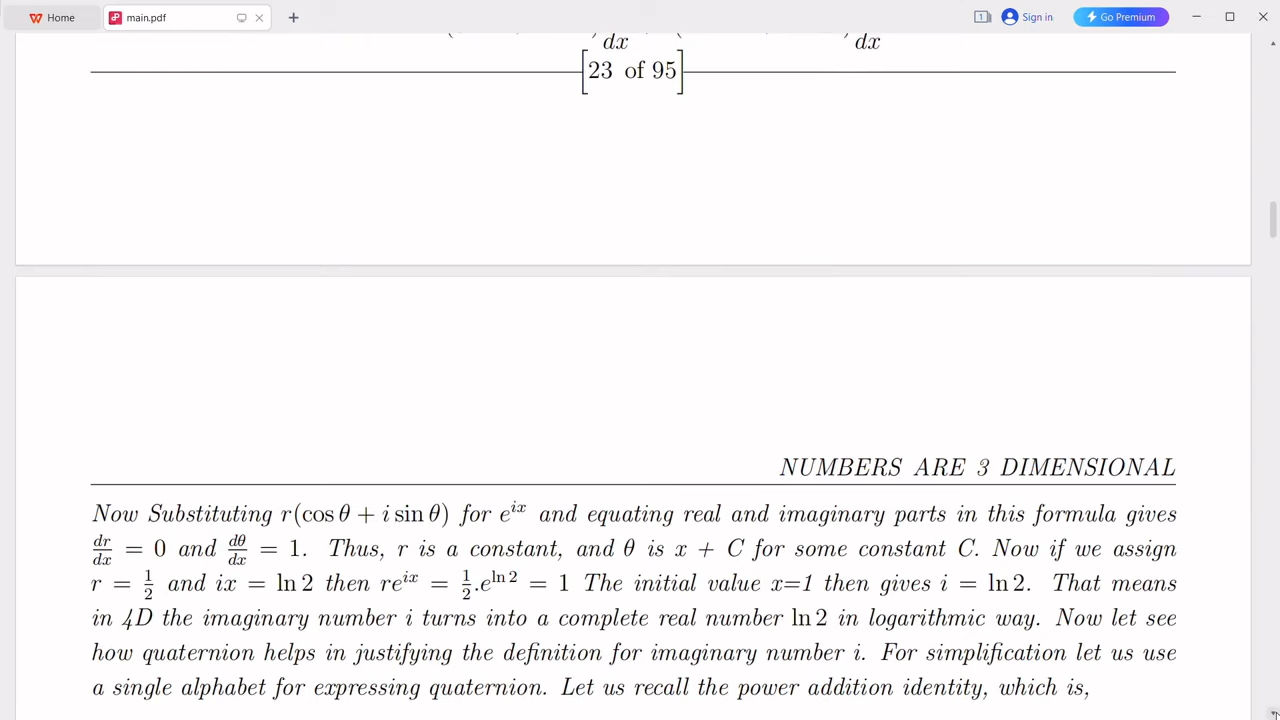 Home
main.pdf
1
Sign in
Go Premium
dx
dx
[23 of 95]
NUMBERS ARE 3 DIMENSIONAL
Now Substituting r(cos θ + i sin θ) for e^{ix} and equating real and imaginary parts in this formula gives
dr/dx = 0 and dθ/dx = 1. Thus, r is a constant, and θ is x + C for some constant C. Now if we assign
r = 1/2 and ix = ln 2 then re^{ix} = 1/2.e^{ln 2} = 1 The initial value x=1 then gives i = ln 2. That means
in 4D the imaginary number i turns into a complete real number ln 2 in logarithmic way. Now let see
how quaternion helps in justifying the definition for imaginary number i. For simplification let us use
a single alphabet for expressing quaternion. Let us recall the power addition identity, which is,